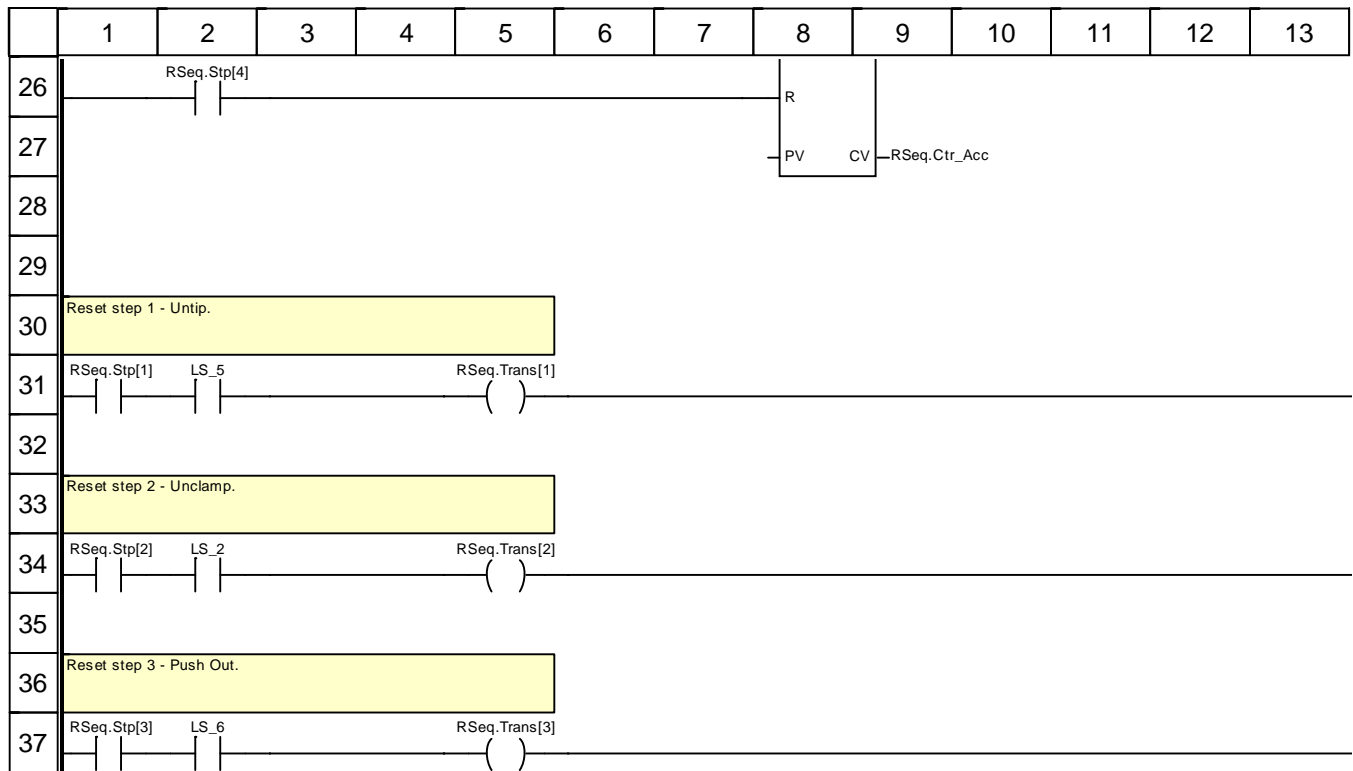 1 2 3 4 5 6 7 8 9 10 11 12 13
26
RSeq.Stp[4]
R
27
PV CV RSeq.Ctr_Acc
28
29
30
Reset step 1 - Untip.
31
RSeq.Stp[1] LS_5 RSeq.Trans[1]
32
33
Reset step 2 - Unclamp.
34
RSeq.Stp[2] LS_2 RSeq.Trans[2]
35
36
Reset step 3 - Push Out.
37
RSeq.Stp[3] LS_6 RSeq.Trans[3]